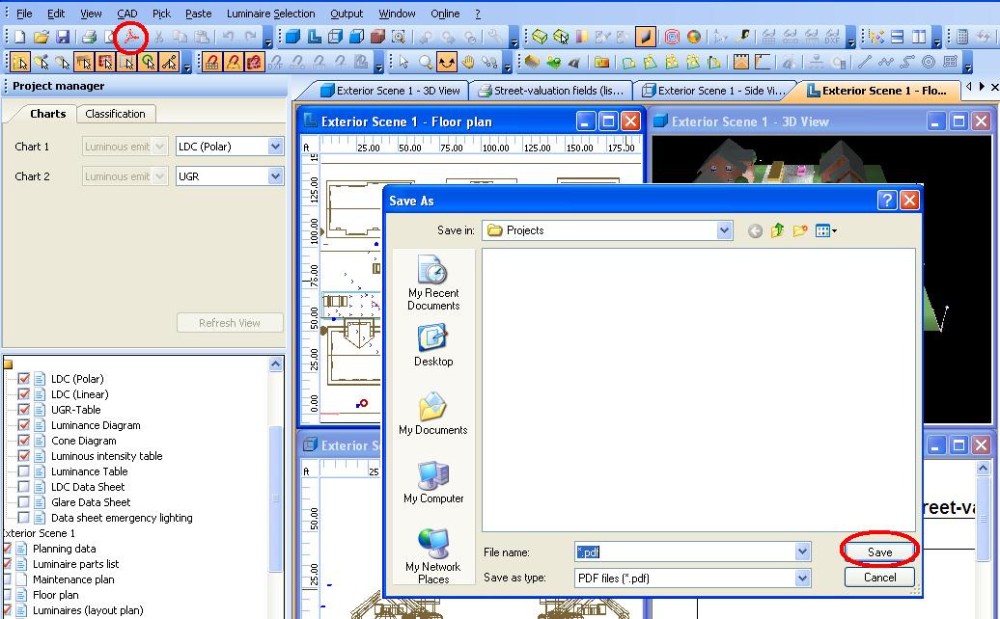 File Edit View CAD Pick Paste Luminaire Selection Output Window Online ?
Project manager
Exterior Scene 1 - 3D View
Street-valuation fields (lis...
Exterior Scene 1 - Side Vi...
Exterior Scene 1 - Flo...
Charts
Classification
Chart 1 Luminous emit LDC (Polar)
Chart 2 Luminous emit UGR
Refresh View
LDC (Polar)
LDC (Linear)
UGR-Table
Luminance Diagram
Cone Diagram
Luminous intensity table
Luminance Table
LDC Data Sheet
Glare Data Sheet
Data sheet emergency lighting
Exterior Scene 1
Planning data
Luminaire parts list
Maintenance plan
Floor plan
Luminaires (layout plan)
Exterior Scene 1 - Floor plan
ft 25.00 50.00 75.00 100.00 125.00 150.00 175.00
125.00
100.00
75.00
50.00
25.00
0.00
Exterior Scene 1 - 3D View
Exterior Sc
ft 25
50.00
25.00
reet-va
Save As
Save in: Projects
My Recent Documents
Desktop
My Documents
My Computer
My Network Places
File name: *.pdf
Save
Save as type: PDF files (*.pdf)
Cancel